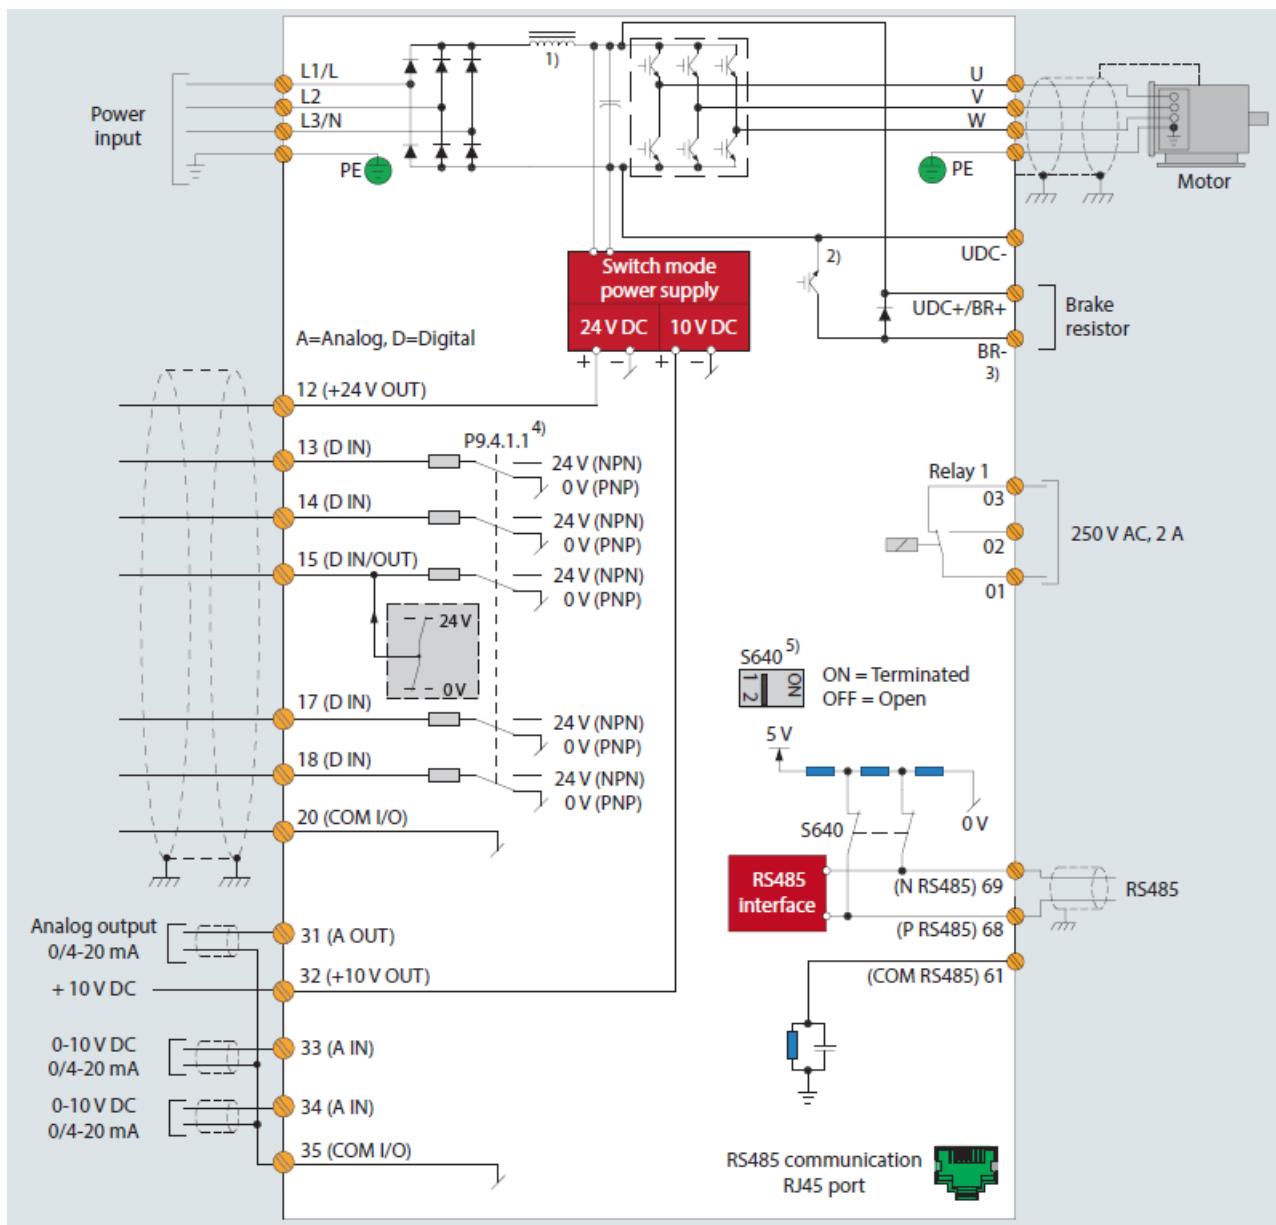 Power
input
L1/L
L2
L3/N
PE
1)
U
V
W
PE
Motor
UDC-
2)
UDC+/BR+
BR-
3)
Brake
resistor
Switch mode
power supply
24 V DC
10 V DC
+ − + −
A=Analog, D=Digital
12 (+24 V OUT)
13 (D IN)
P9.4.1.1 4)
24 V (NPN)
0 V (PNP)
14 (D IN)
24 V (NPN)
0 V (PNP)
15 (D IN/OUT)
24 V (NPN)
0 V (PNP)
24 V
0 V
17 (D IN)
24 V (NPN)
0 V (PNP)
18 (D IN)
24 V (NPN)
0 V (PNP)
20 (COM I/O)
Analog output
0/4-20 mA
31 (A OUT)
+ 10 V DC
32 (+10 V OUT)
0-10 V DC
0/4-20 mA
33 (A IN)
0-10 V DC
0/4-20 mA
34 (A IN)
35 (COM I/O)
Relay 1
03
02
01
250 V AC, 2 A
S640 5)
1 2
ON
ON = Terminated
OFF = Open
5 V
0 V
S640
RS485
interface
(N RS485) 69
(P RS485) 68
RS485
(COM RS485) 61
RS485 communication
RJ45 port